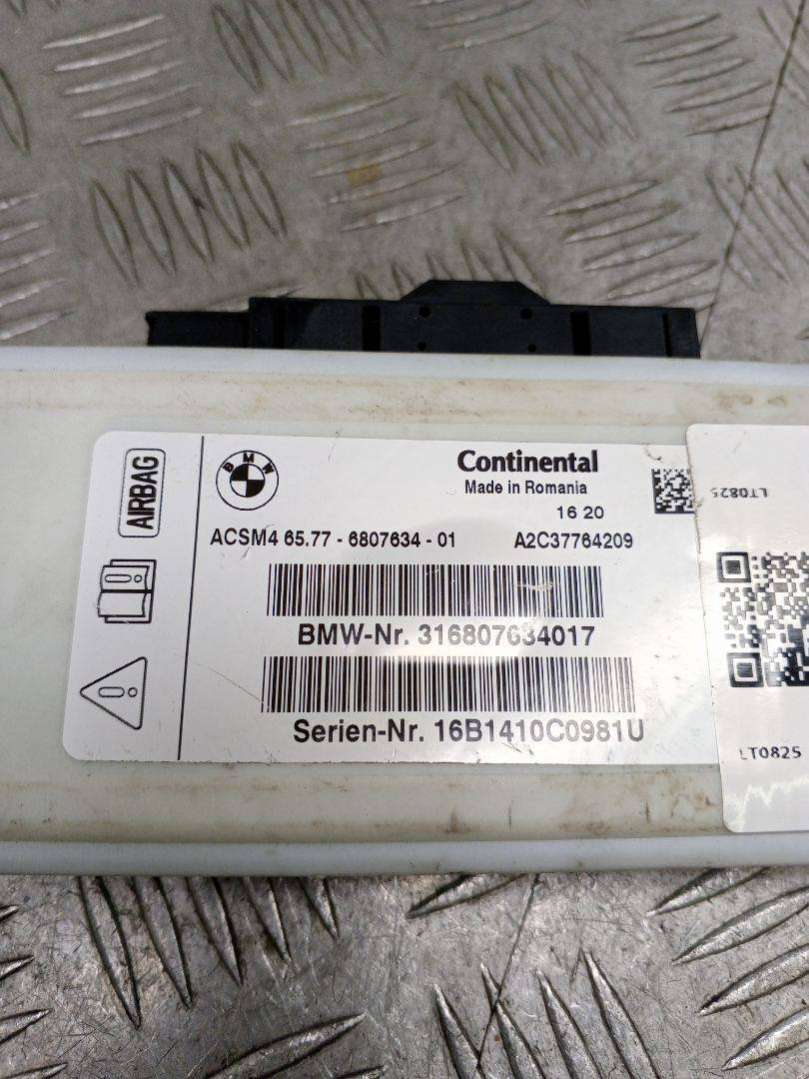 AIRBAG
BMW
Continental
Made in Romania
16 20
ACSM4 65.77 - 6807634 - 01 A2C37764209
BMW-Nr. 316807634017
Serien-Nr. 16B1410C0981U
LT0825
LT0825